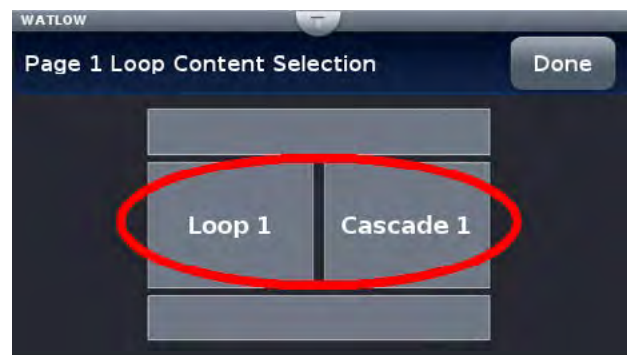 WATLOW
Page 1 Loop Content Selection
Done
Loop 1
Cascade 1